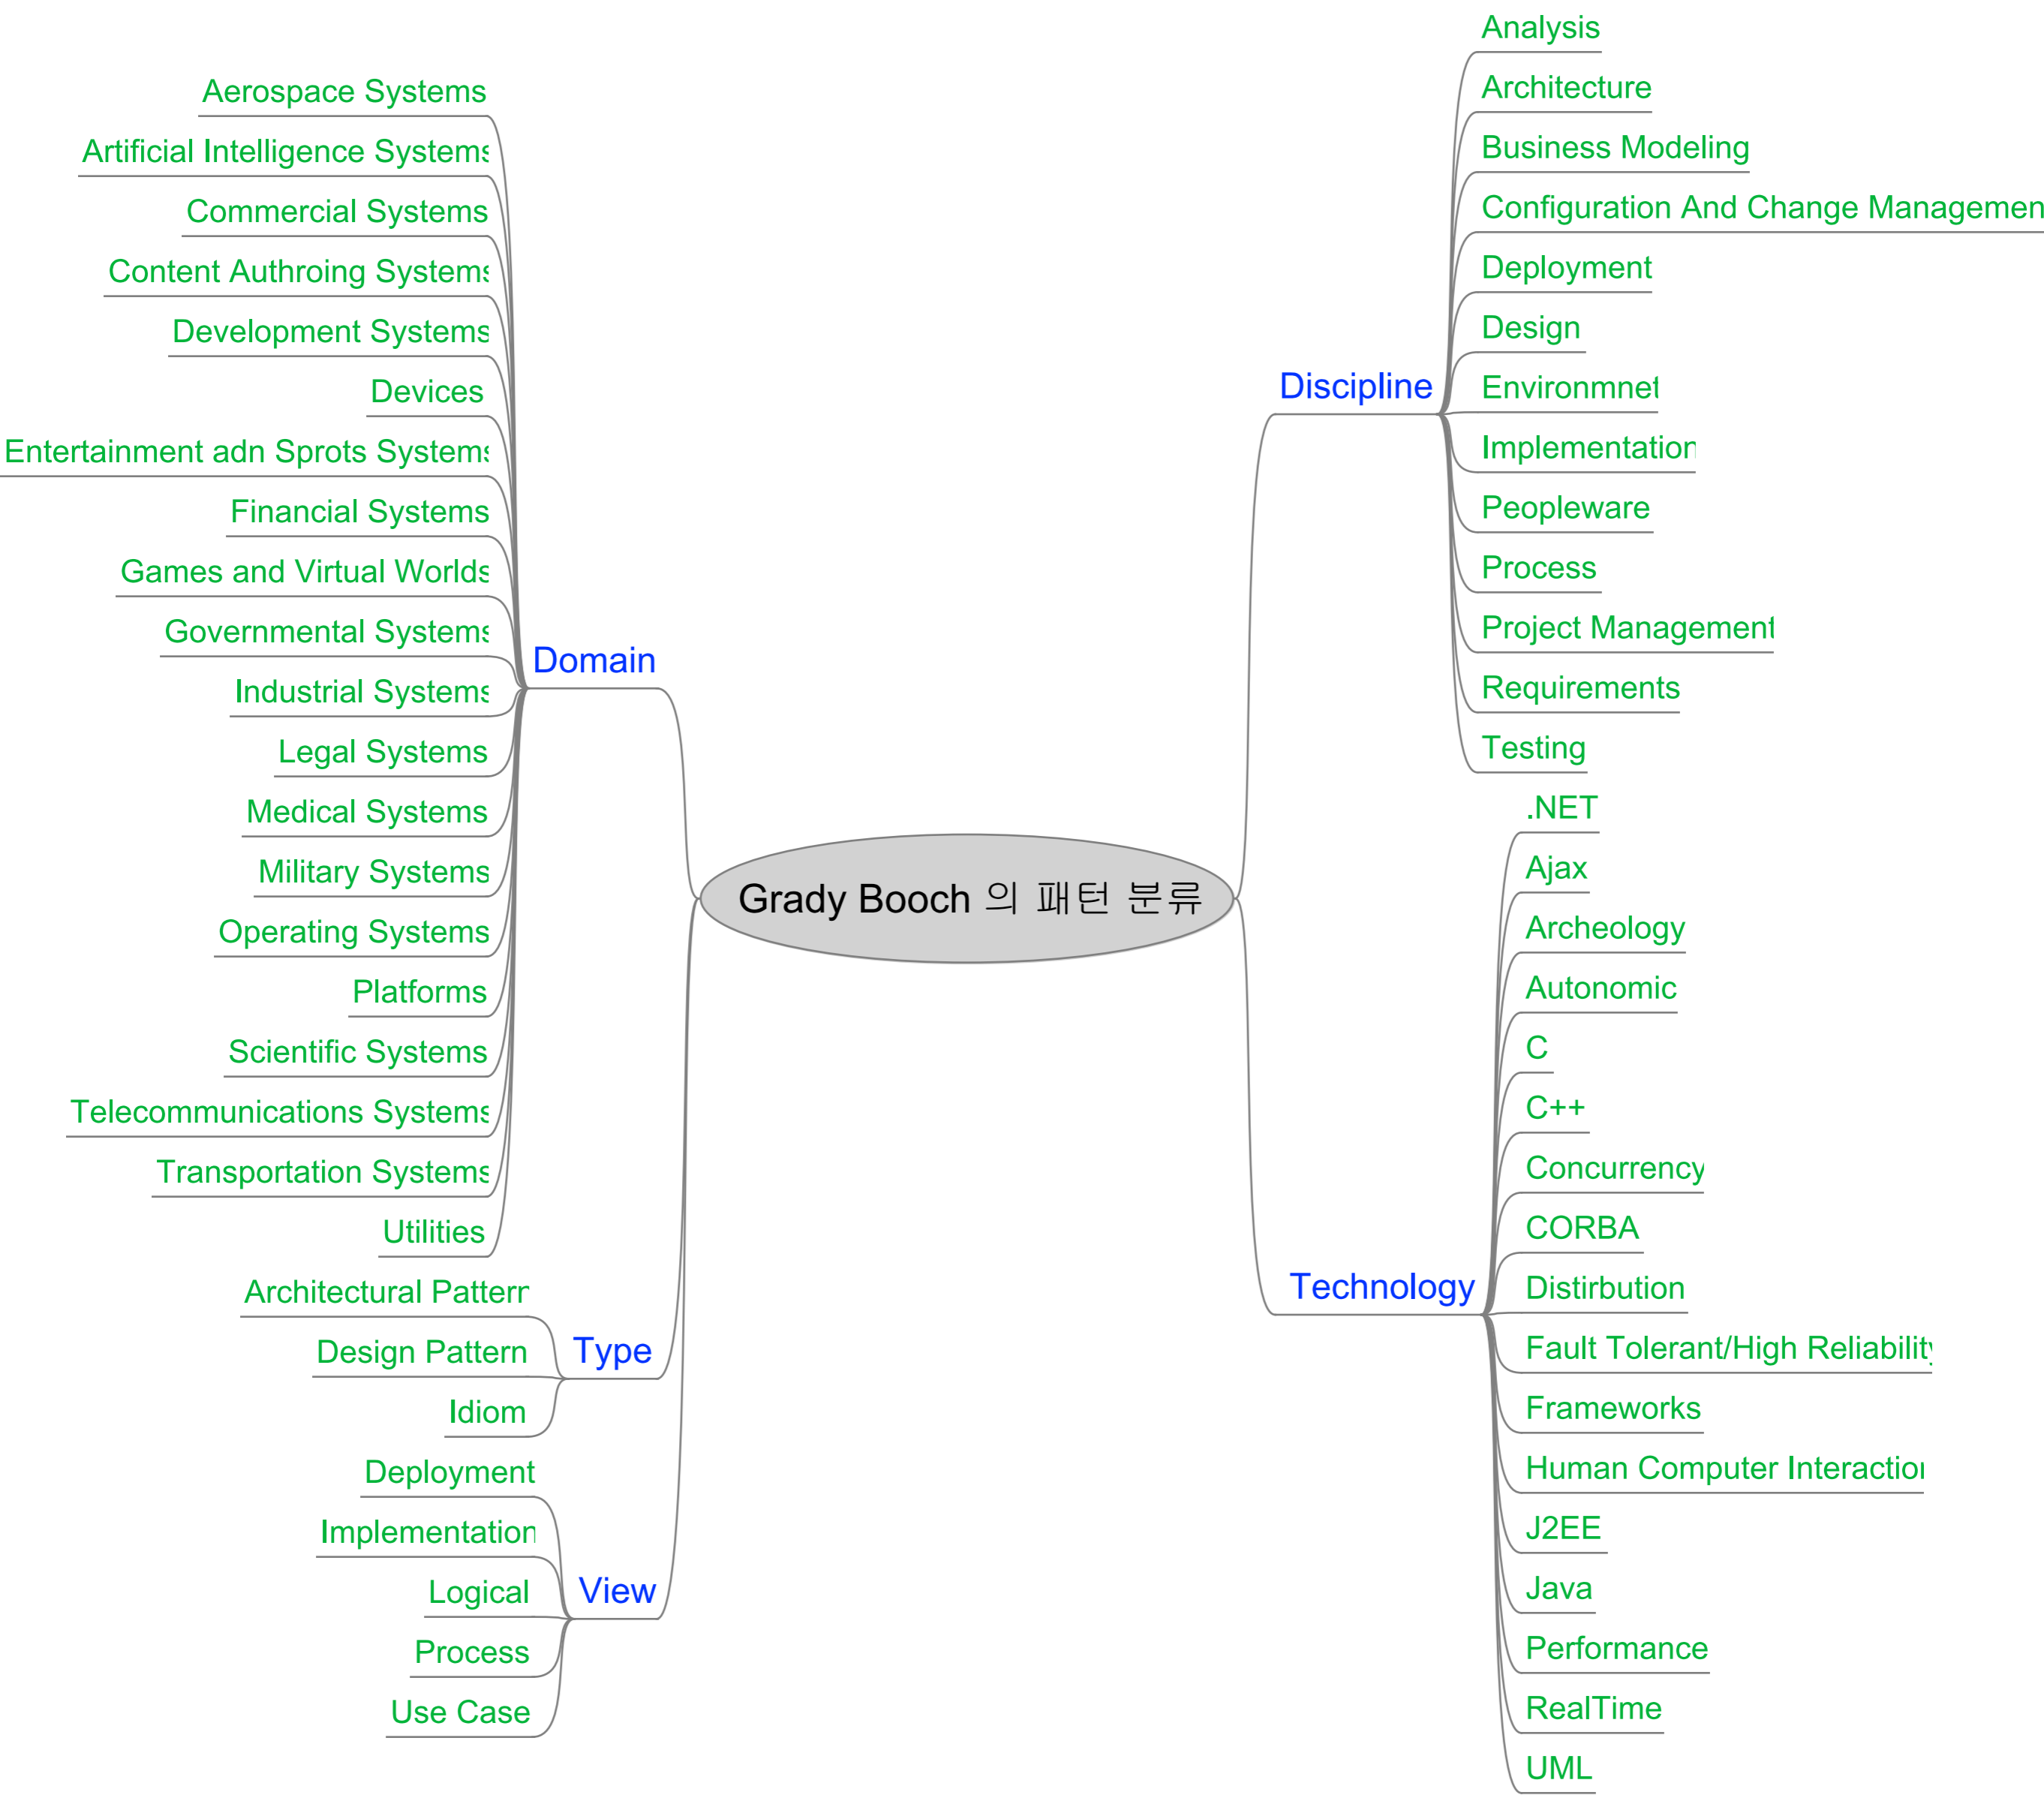 Grady Booch 의 패턴 분류
Discipline
Analysis
Architecture
Business Modeling
Configuration And Change Managemen
Deployment
Design
Environmnet
Implementation
Peopleware
Process
Project Management
Requirements
Testing
Technology
.NET
Ajax
Archeology
Autonomic
C
C++
Concurrency
CORBA
Distirbution
Fault Tolerant/High Reliability
Frameworks
Human Computer Interaction
J2EE
Java
Performance
RealTime
UML
Domain
Aerospace Systems
Artificial Intelligence Systems
Commercial Systems
Content Authroing Systems
Development Systems
Devices
Entertainment adn Sprots Systems
Financial Systems
Games and Virtual Worlds
Governmental Systems
Industrial Systems
Legal Systems
Medical Systems
Military Systems
Operating Systems
Platforms
Scientific Systems
Telecommunications Systems
Transportation Systems
Utilities
Type
Architectural Pattern
Design Pattern
Idiom
View
Deployment
Implementation
Logical
Process
Use Case